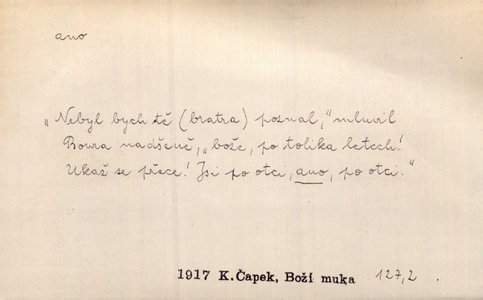 ano
„Nebyl bych tě (bratra) poznal,“ mluvil
Boura nadšeně, „bože, po tolika letech!
Ukaž se přece! Jsi po otci, ano, po otci.“
1917 K.Čapek, Boží muka 127,2